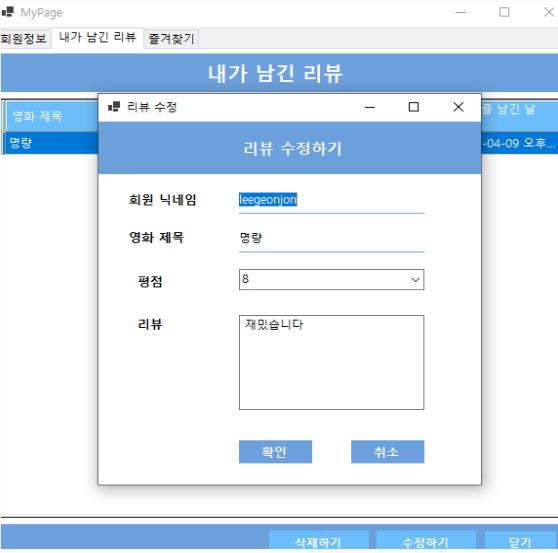 MyPage
회원정보 내가 남긴 리뷰 즐겨찾기
내가 남긴 리뷰
영화 제목 를 남긴 날
명량 -04-09 오후...
리뷰 수정
리뷰 수정하기
회원 닉네임 leegeonjon
영화 제목 명량
평점 8
리뷰 재밌습니다
확인 취소
삭제하기 수정하기 닫기